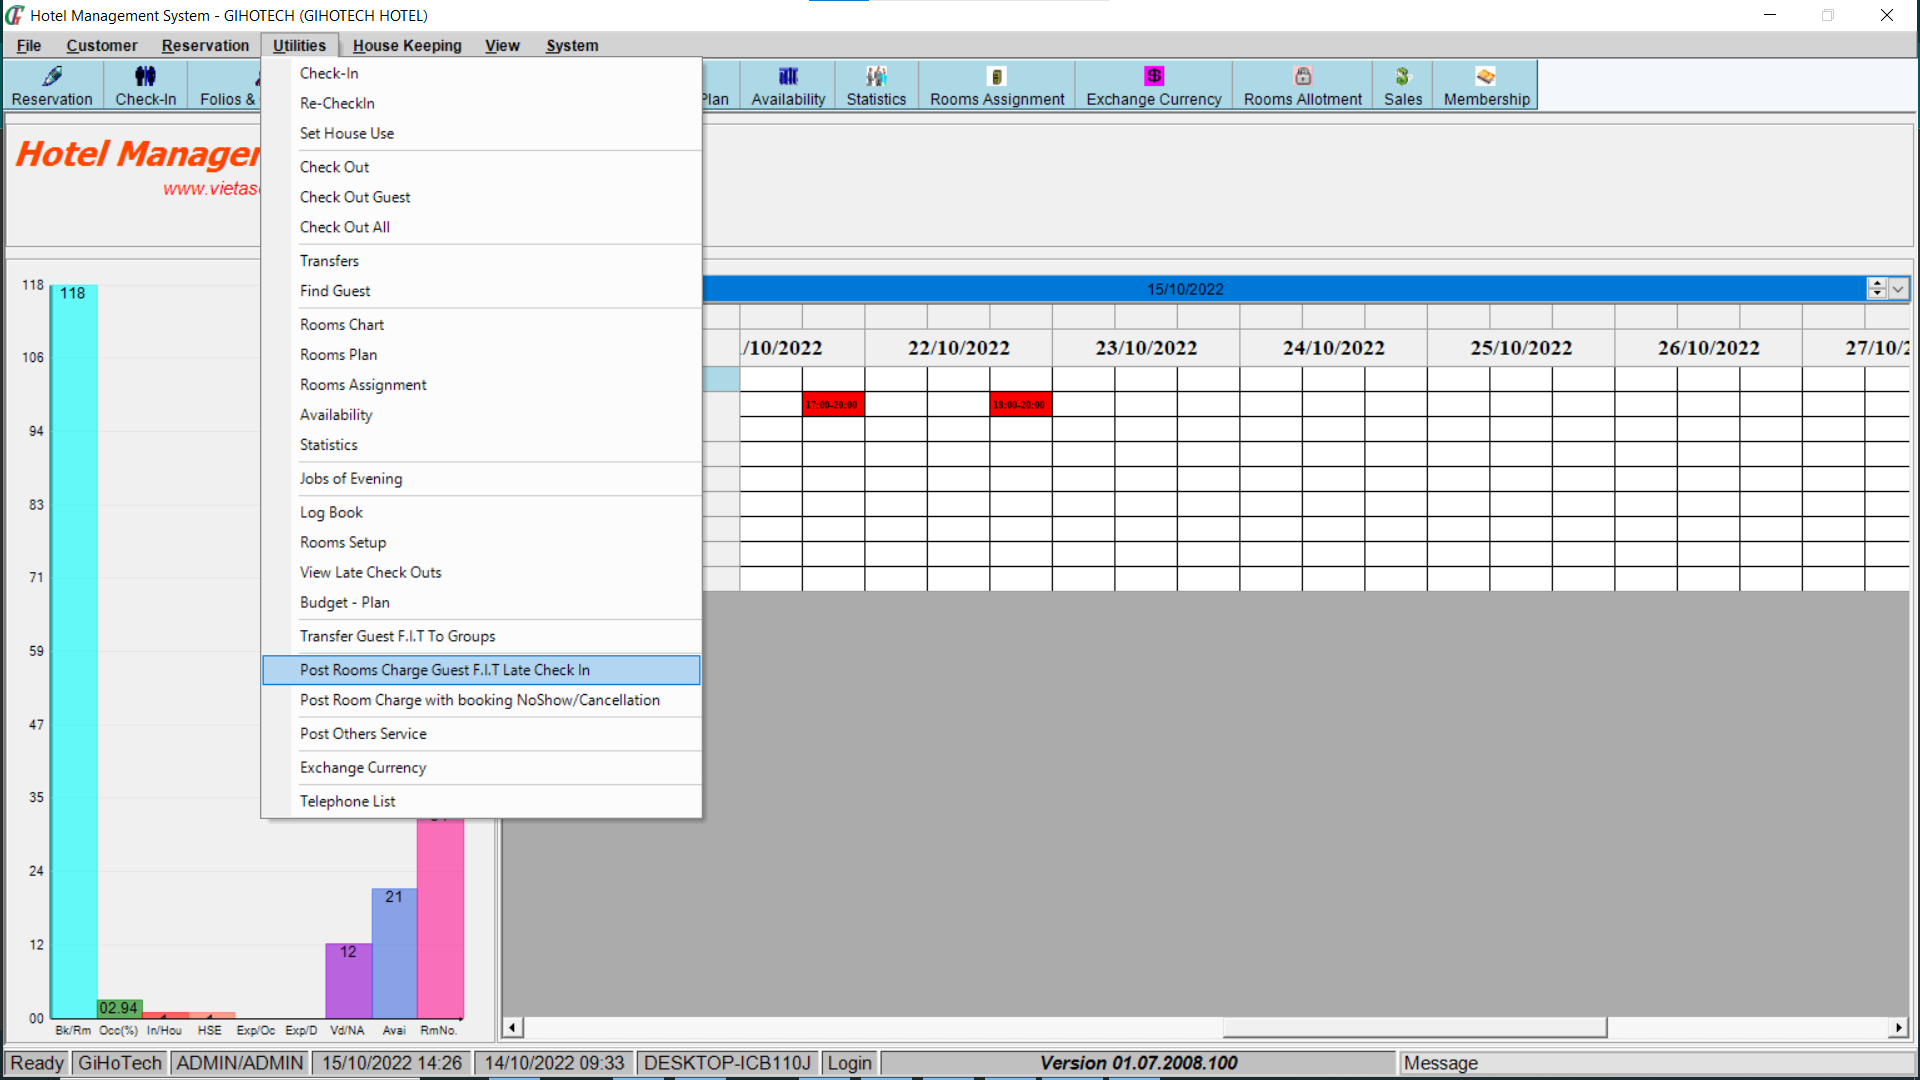 Hotel Management System - GIHOTECH (GIHOTECH HOTEL)
File Customer Reservation Utilities House Keeping View System
Reservation Check-In Folios & Plan Availability Statistics Rooms Assignment Exchange Currency Rooms Allotment Sales Membership
Hotel Manager
www.vietas
Check-In
Re-CheckIn
Set House Use
Check Out
Check Out Guest
Check Out All
Transfers
Find Guest
Rooms Chart
Rooms Plan
Rooms Assignment
Availability
Statistics
Jobs of Evening
Log Book
Rooms Setup
View Late Check Outs
Budget - Plan
Transfer Guest F.I.T To Groups
Post Rooms Charge Guest F.I.T Late Check In
Post Room Charge with booking NoShow/Cancellation
Post Others Service
Exchange Currency
Telephone List
15/10/2022
/10/2022 22/10/2022 23/10/2022 24/10/2022 25/10/2022 26/10/2022 27/10/2
17:00-20:00 18:00-20:00
118
106
94
83
71
59
47
35
24
12
00
118
02.94
12
21
Bk/Rm Occ(%) In/Hou HSE Exp/Oc Exp/D Vd/NA Avai RmNo.
Ready GiHoTech ADMIN/ADMIN 15/10/2022 14:26 14/10/2022 09:33 DESKTOP-ICB110J Login Version 01.07.2008.100 Message